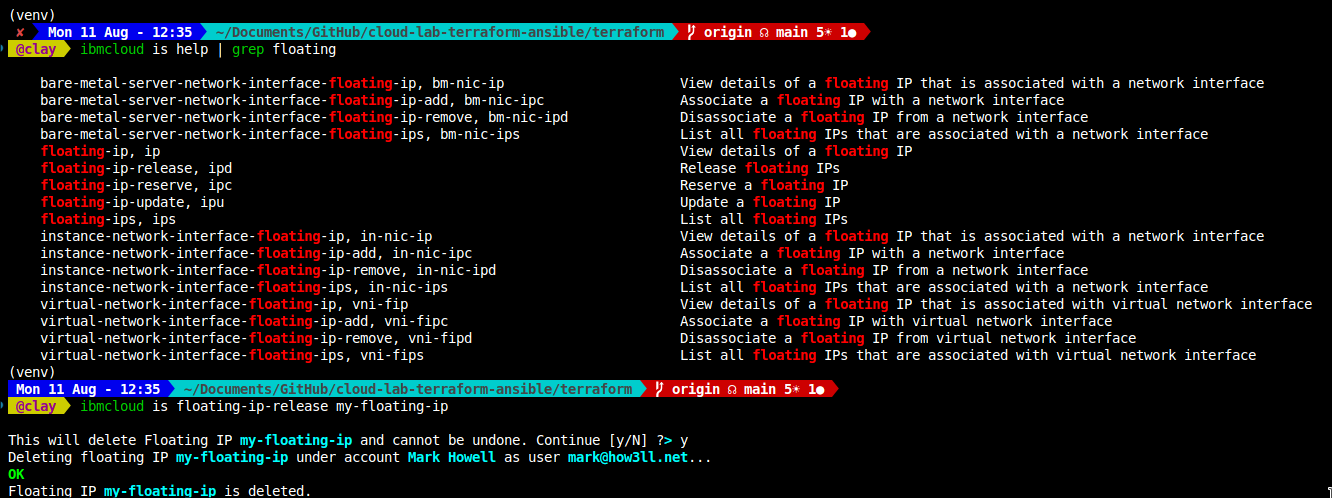 (venv)
✘ Mon 11 Aug - 12:35 ~/Documents/GitHub/cloud-lab-terraform-ansible/terraform origin ☊ main 5☀ 1●
@clay ibmcloud is help | grep floating
bare-metal-server-network-interface-floating-ip, bm-nic-ip View details of a floating IP that is associated with a network interface
bare-metal-server-network-interface-floating-ip-add, bm-nic-ipc Associate a floating IP with a network interface
bare-metal-server-network-interface-floating-ip-remove, bm-nic-ipd Disassociate a floating IP from a network interface
bare-metal-server-network-interface-floating-ips, bm-nic-ips List all floating IPs that are associated with a network interface
floating-ip, ip View details of a floating IP
floating-ip-release, ipd Release floating IPs
floating-ip-reserve, ipc Reserve a floating IP
floating-ip-update, ipu Update a floating IP
floating-ips, ips List all floating IPs
instance-network-interface-floating-ip, in-nic-ip View details of a floating IP that is associated with a network interface
instance-network-interface-floating-ip-add, in-nic-ipc Associate a floating IP with a network interface
instance-network-interface-floating-ip-remove, in-nic-ipd Disassociate a floating IP from a network interface
instance-network-interface-floating-ips, in-nic-ips List all floating IPs that are associated with a network interface
virtual-network-interface-floating-ip, vni-fip View details of a floating IP that is associated with virtual network interface
virtual-network-interface-floating-ip-add, vni-fipc Associate a floating IP with virtual network interface
virtual-network-interface-floating-ip-remove, vni-fipd Disassociate a floating IP from virtual network interface
virtual-network-interface-floating-ips, vni-fips List all floating IPs that are associated with virtual network interface
(venv)
Mon 11 Aug - 12:35 ~/Documents/GitHub/cloud-lab-terraform-ansible/terraform origin ☊ main 5☀ 1●
@clay ibmcloud is floating-ip-release my-floating-ip
This will delete Floating IP my-floating-ip and cannot be undone. Continue [y/N] ?> y
Deleting floating IP my-floating-ip under account Mark Howell as user mark@how3ll.net...
OK
Floating IP my-floating-ip is deleted.